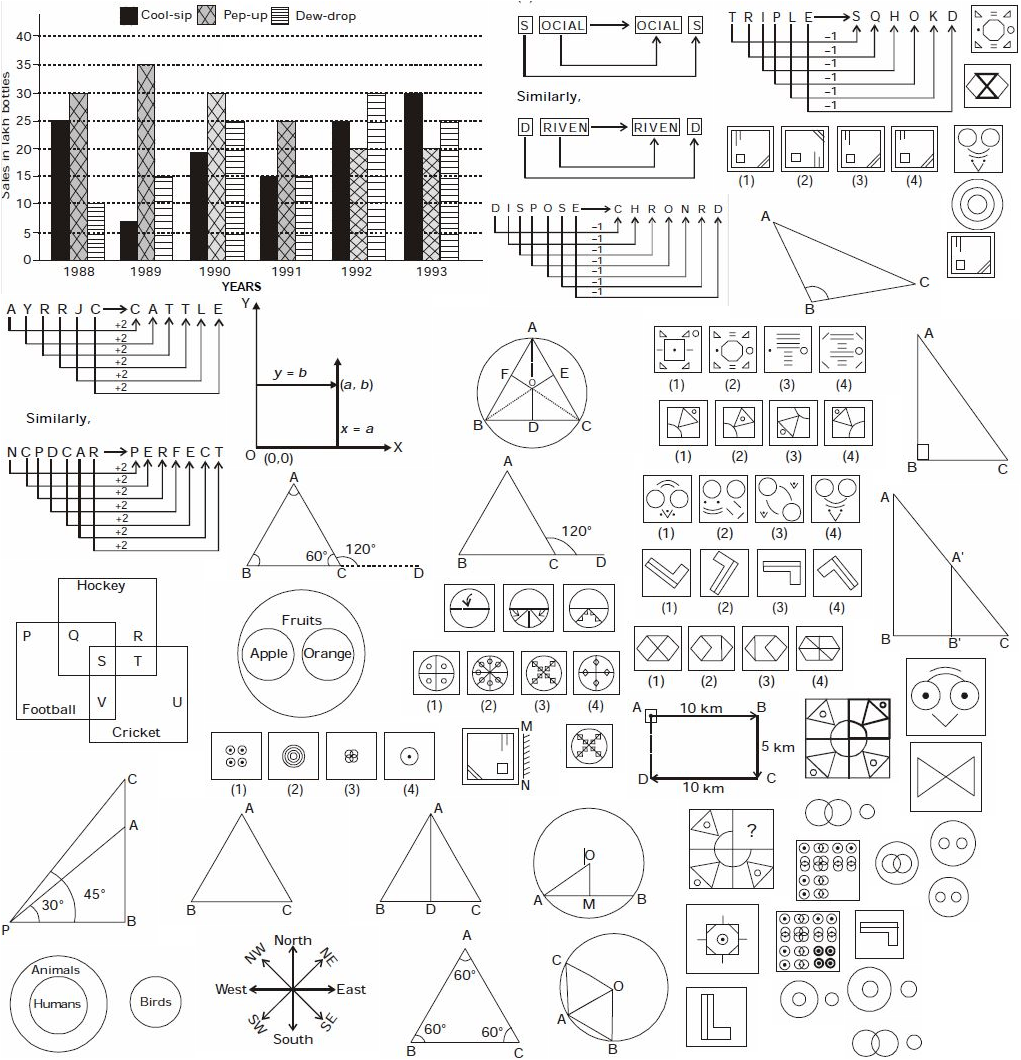 Cool-sip Pep-up Dew-drop
40
35
30
25
20
15
10
5
0
Sales in lakh bottles
1988 1989 1990 1991 1992 1993
YEARS
S OCIAL OCIAL S
Similarly,
D RIVEN RIVEN D
D I S P O S E C H R O N R D
–1
–1
–1
–1
–1
–1
–1
T R I P L E S Q H O K D
–1
–1
–1
–1
–1
–1
(1) (2) (3) (4)
A
B
C
A Y R R J C C A T T L E
+2
+2
+2
+2
+2
+2
Similarly,
N C P D C A R P E R F E C T
+2
+2
+2
+2
+2
+2
+2
Y
y = b
(a, b)
x = a
O (0,0) X
A
F E
O
B D C
(1) (2) (3) (4)
(1) (2) (3) (4)
(1) (2) (3) (4)
(1) (2) (3) (4)
(1) (2) (3) (4)
A
B C
A
A'
B B' C
A
60° 120°
B C D
A
120°
B C D
Hockey
P Q R
S T
V U
Football
Cricket
Fruits
Apple Orange
(1) (2) (3) (4)
(1) (2) (3) (4)
M
N
A 10 km B
5 km
D 10 km C
?
C
A
45°
30°
P B
A
B C
A
B D C
O
A M B
Animals
Humans
Birds
North
NW NE
West East
SW SE
South
A
60°
60° 60°
B C
C
O
A
B